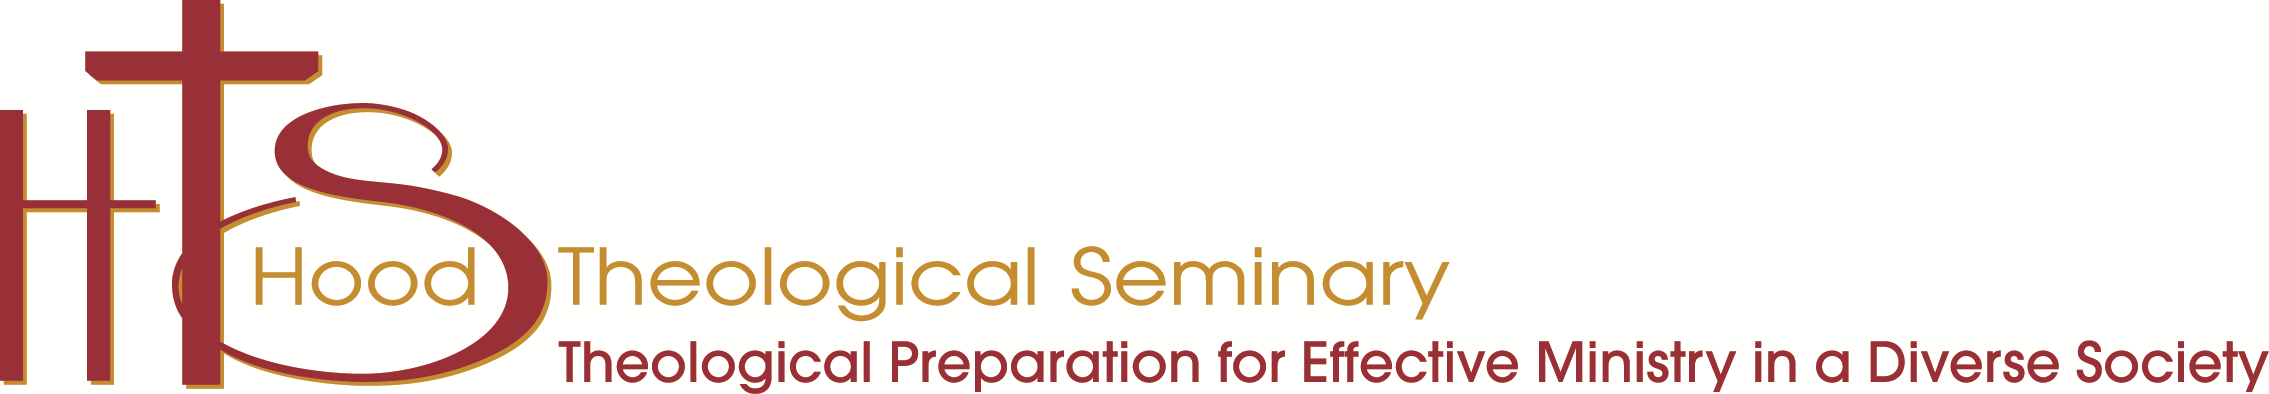 HTS
Hood Theological Seminary
Theological Preparation for Effective Ministry in a Diverse Society